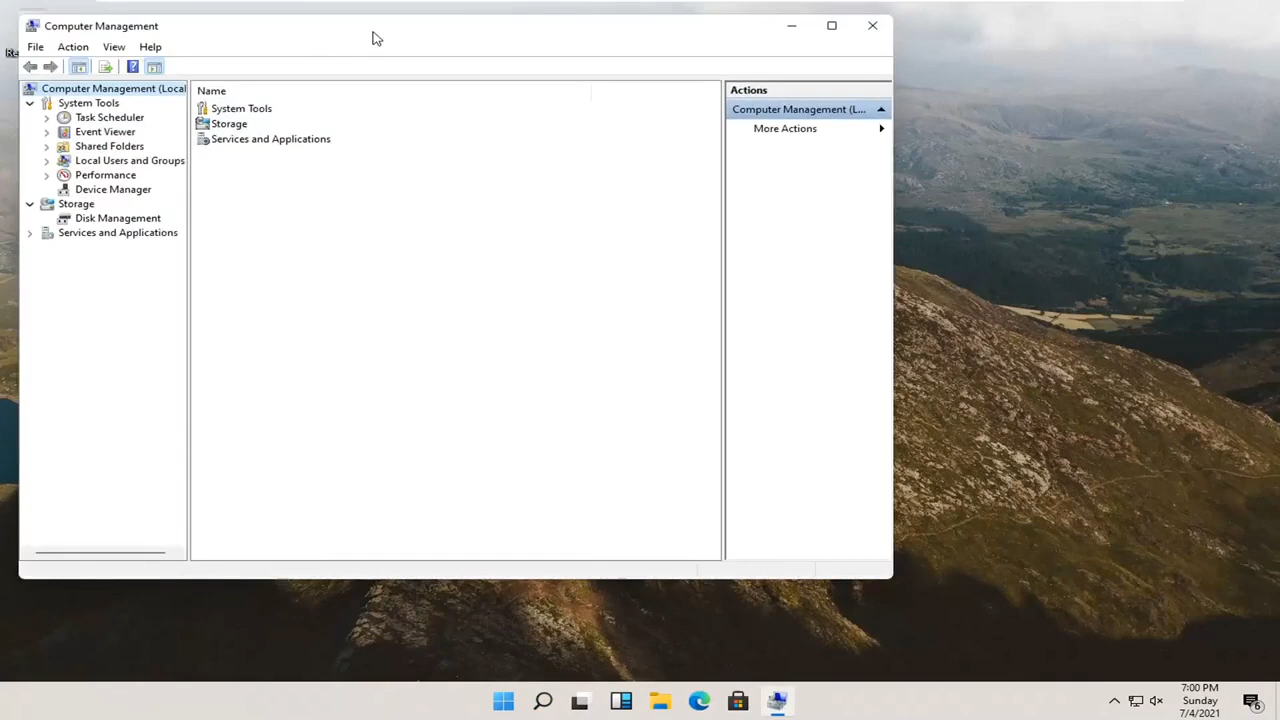 Computer Management
File Action View Help
Computer Management (Local
System Tools
Task Scheduler
Event Viewer
Shared Folders
Local Users and Groups
Performance
Device Manager
Storage
Disk Management
Services and Applications
Name
System Tools
Storage
Services and Applications
Actions
Computer Management (L...
More Actions
Re
7:00 PM
Sunday
7/4/2021
6